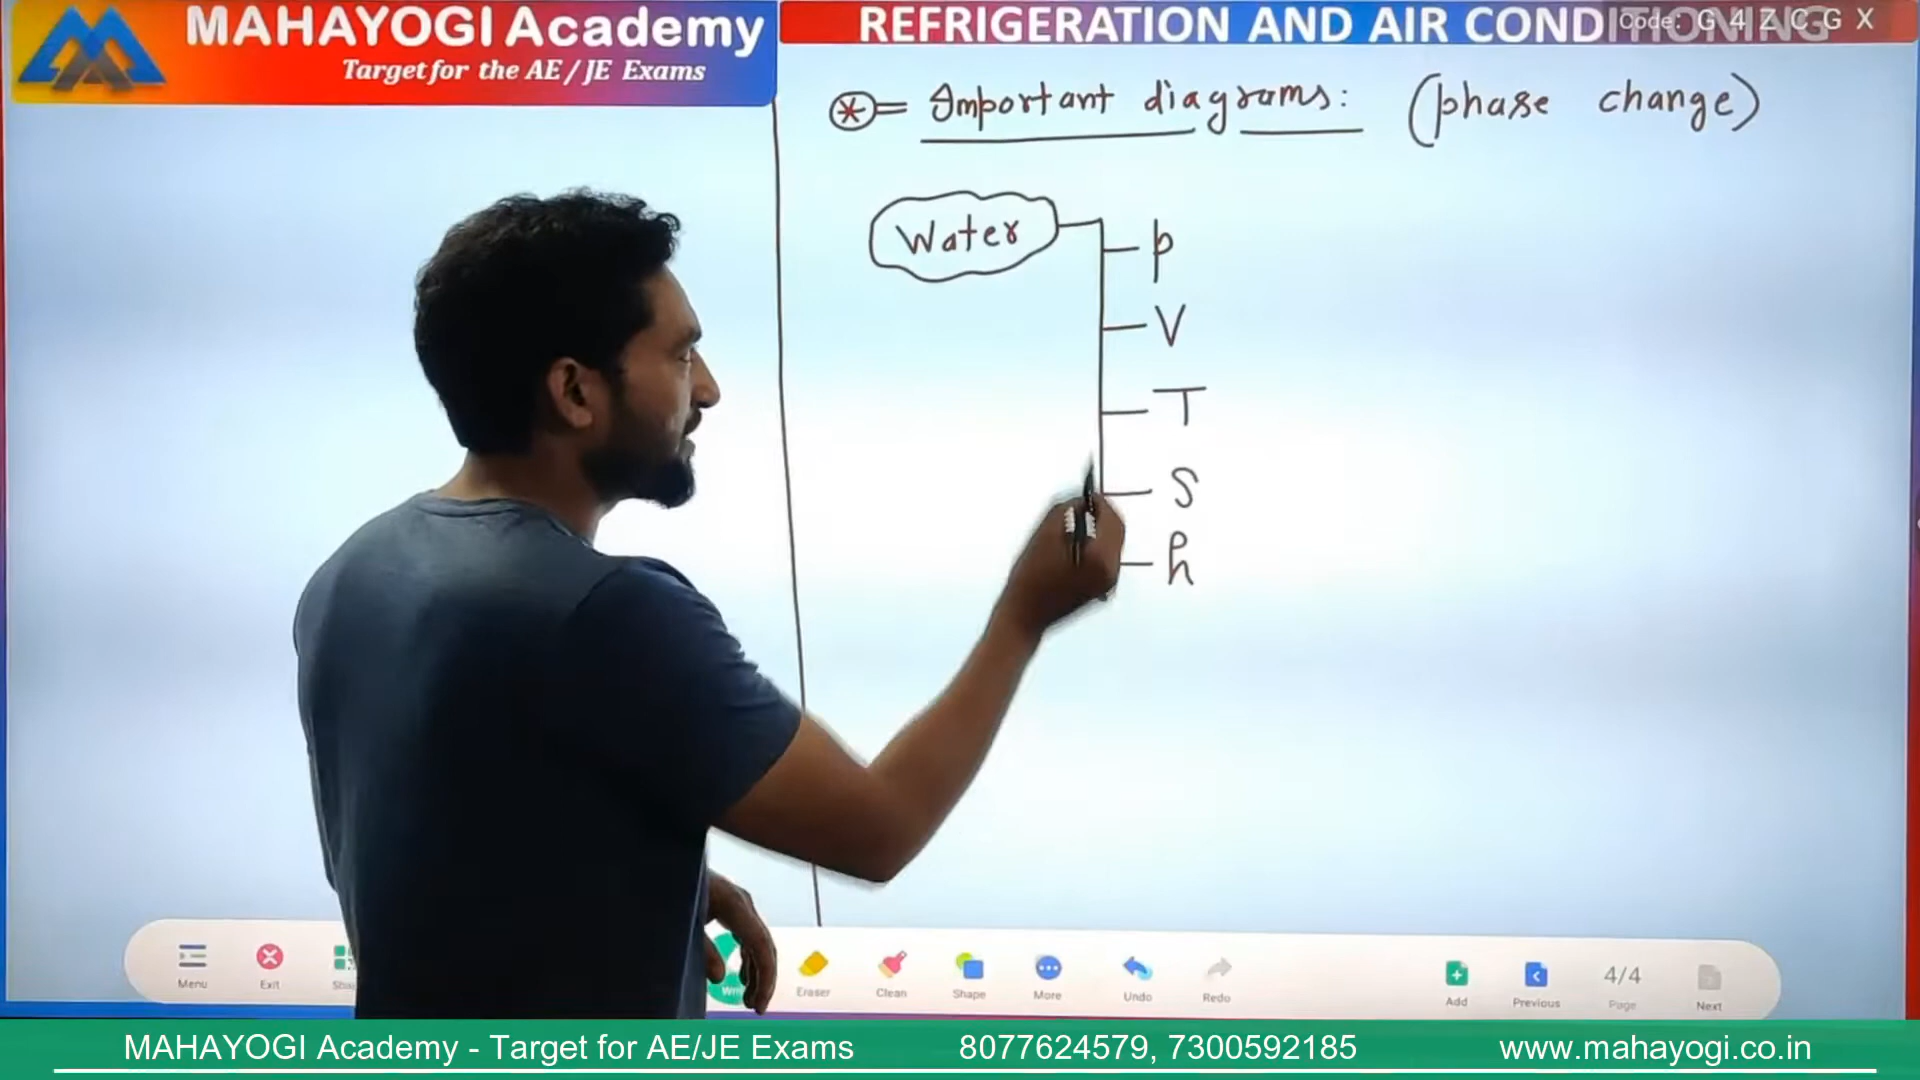 MAHAYOGI Academy
Target for the AE / JE Exams
REFRIGERATION AND AIR CONDITIONING
Code: G 4 Z C G X
Important diagrams: (phase change)
Water
p
V
T
S
h
Menu
Exit
Eraser
Clean
Shape
More
Undo
Redo
Add
Previous
4/4
Page
Next
MAHAYOGI Academy - Target for AE/JE Exams 8077624579, 7300592185 www.mahayogi.co.in